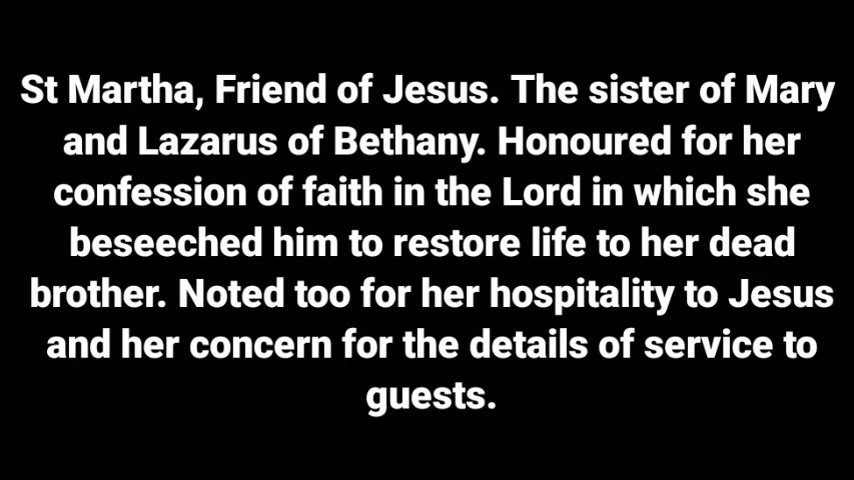 St Martha, Friend of Jesus. The sister of Mary
and Lazarus of Bethany. Honoured for her
confession of faith in the Lord in which she
beseeched him to restore life to her dead
brother. Noted too for her hospitality to Jesus
and her concern for the details of service to
guests.